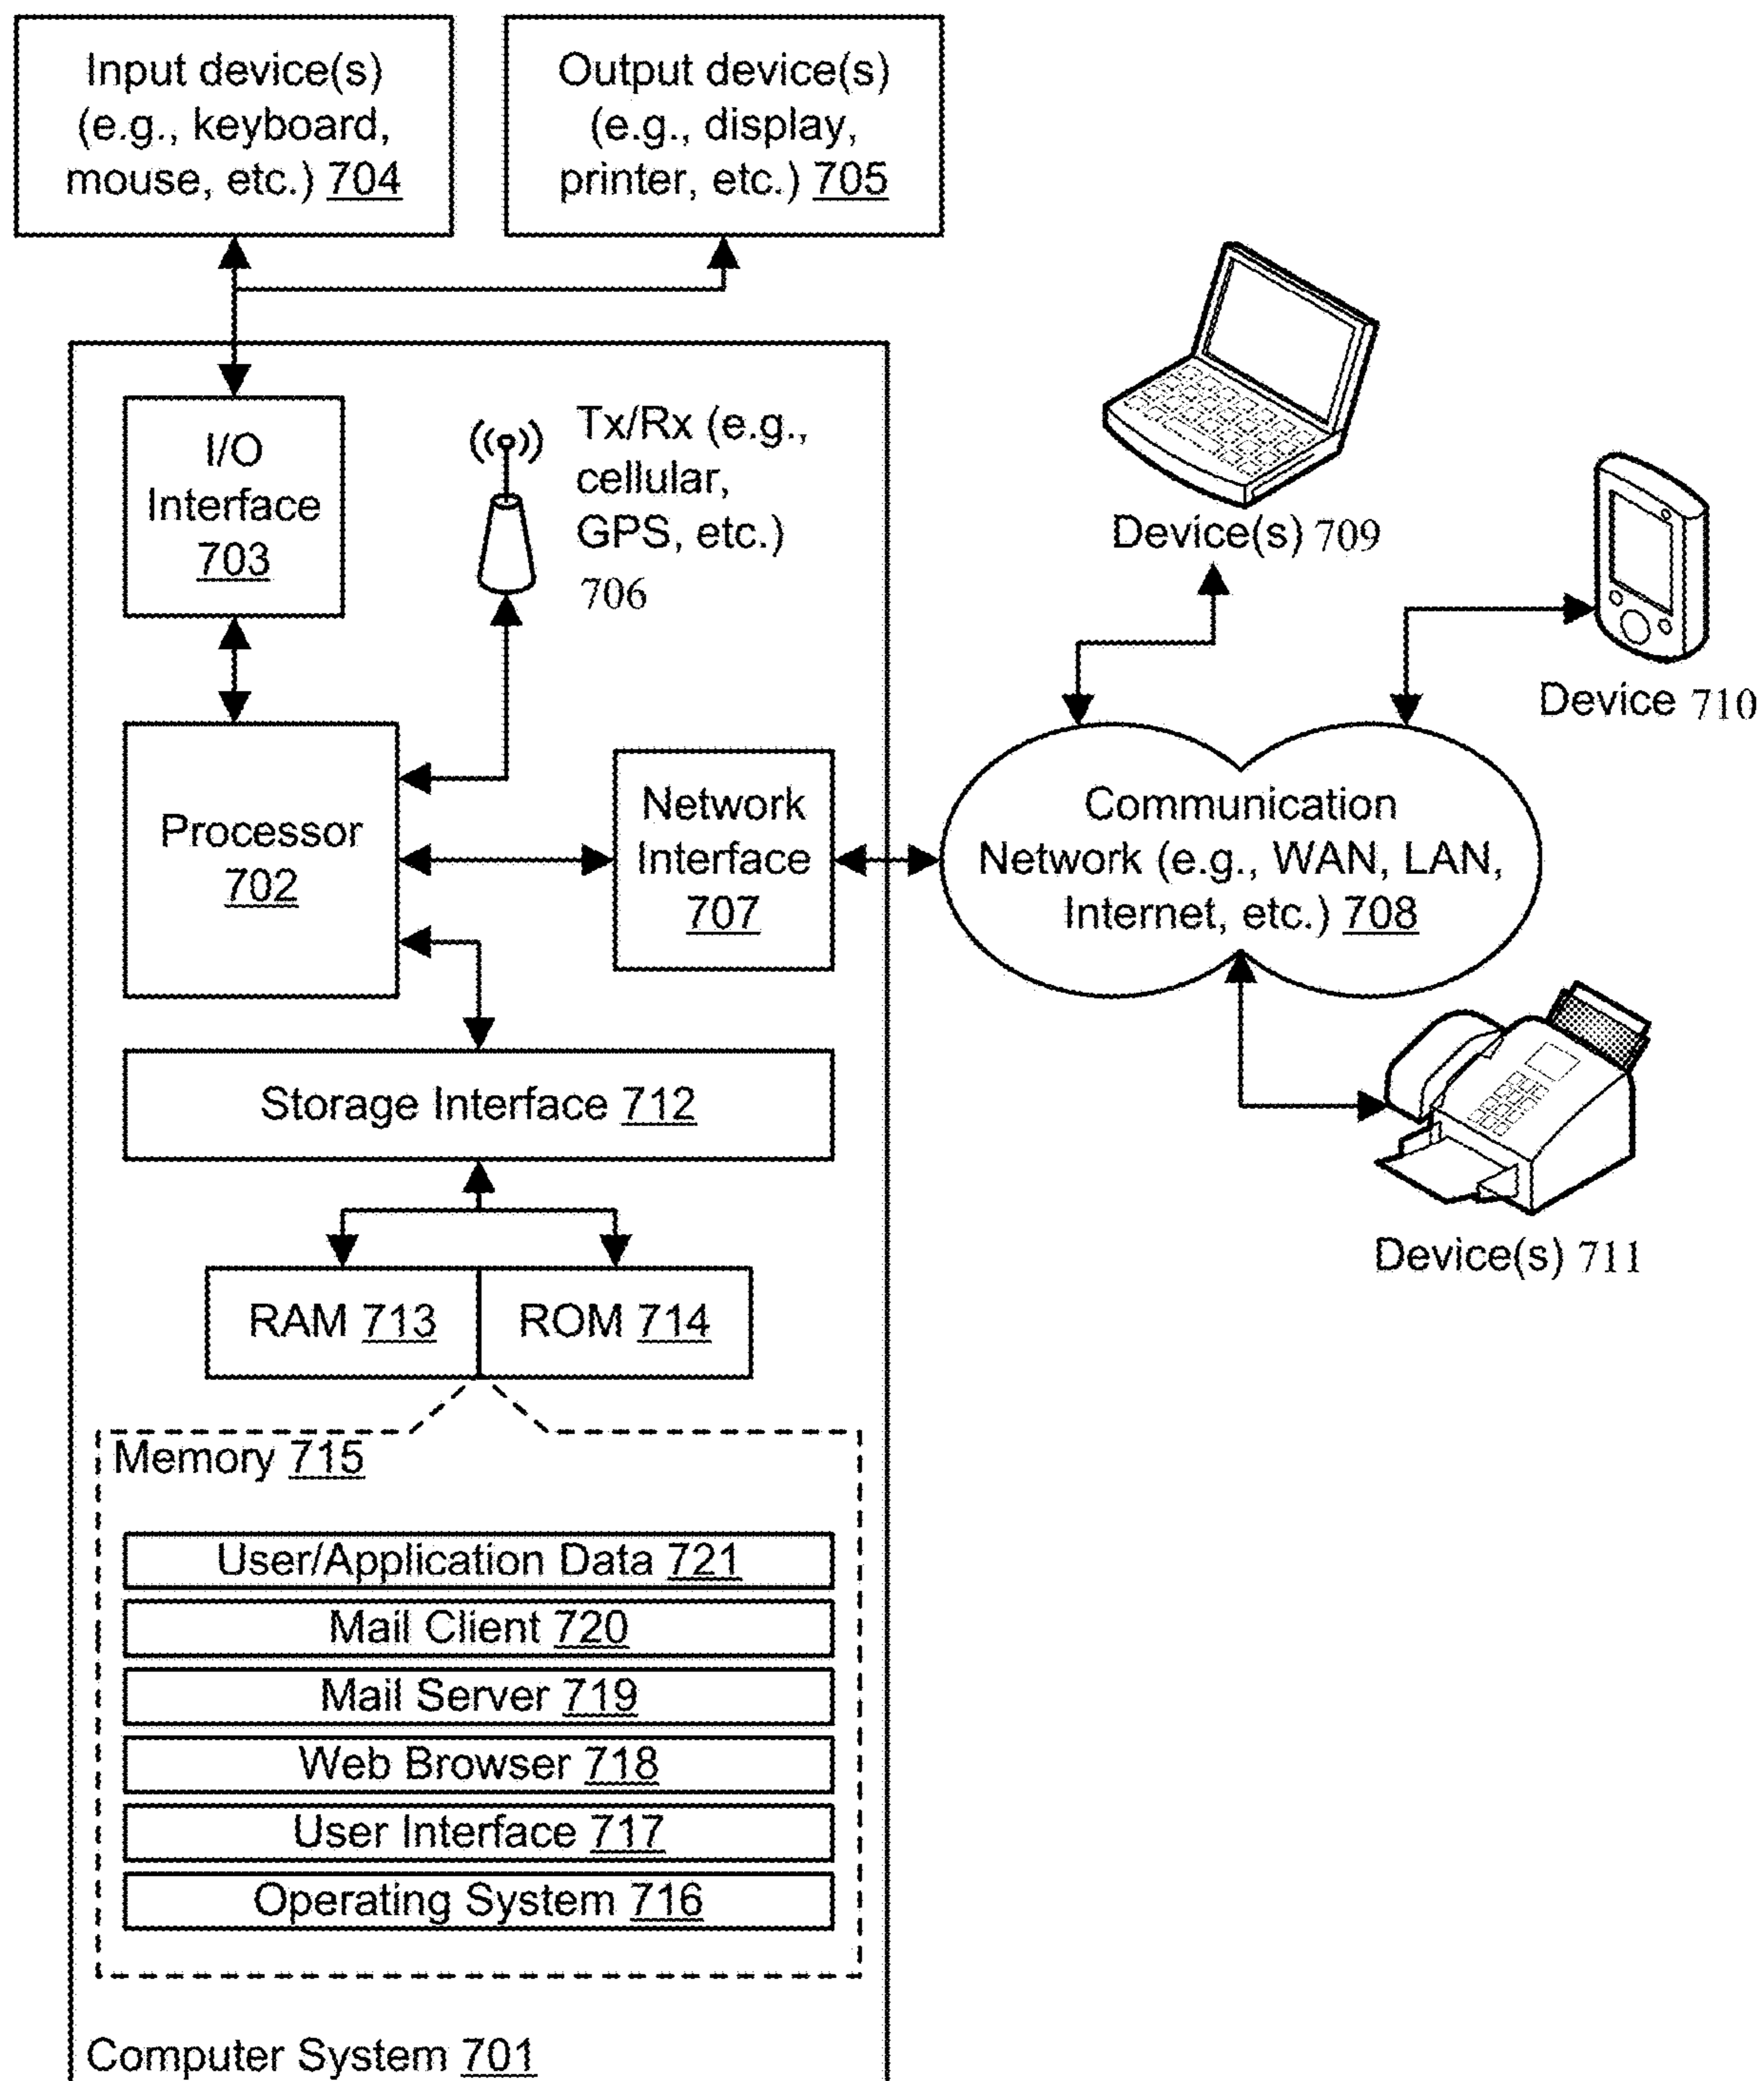 Input device(s)
(e.g., keyboard,
mouse, etc.) 704
Output device(s)
(e.g., display,
printer, etc.) 705
I/O
Interface
703
Tx/Rx (e.g.,
cellular,
GPS, etc.)
706
Device(s) 709
Device 710
Processor
702
Network
Interface
707
Communication
Network (e.g., WAN, LAN,
Internet, etc.) 708
Storage Interface 712
Device(s) 711
RAM 713
ROM 714
Memory 715
User/Application Data 721
Mail Client 720
Mail Server 719
Web Browser 718
User Interface 717
Operating System 716
Computer System 701